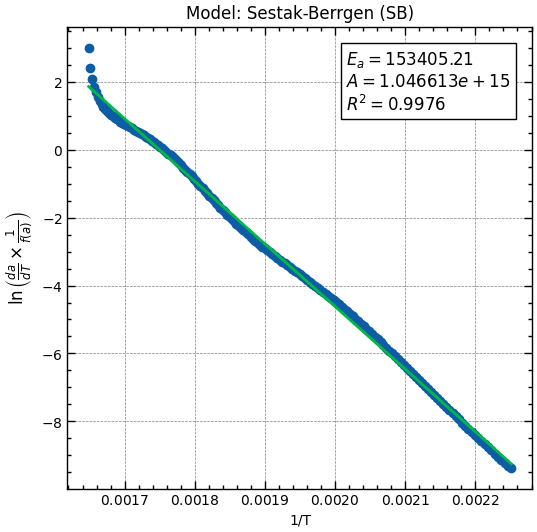 Model: Sestak-Berrgen (SB)
E_a = 153405.21
A = 1.046613e + 15
R^2 = 0.9976
ln (da/dT × 1/f(a))
2
0
−2
−4
−6
−8
0.0017 0.0018 0.0019 0.0020 0.0021 0.0022
1/T